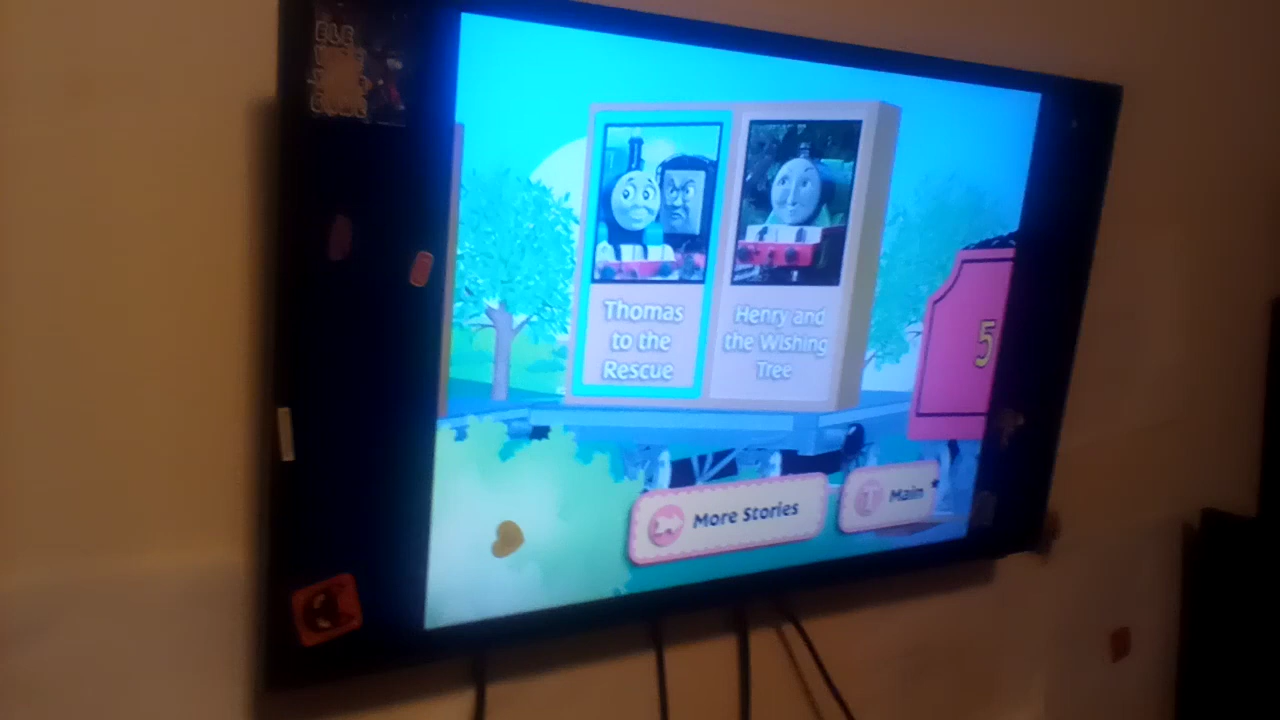 Thomas
to the
Rescue
Henry and
the Wishing
Tree
5
More Stories
Main